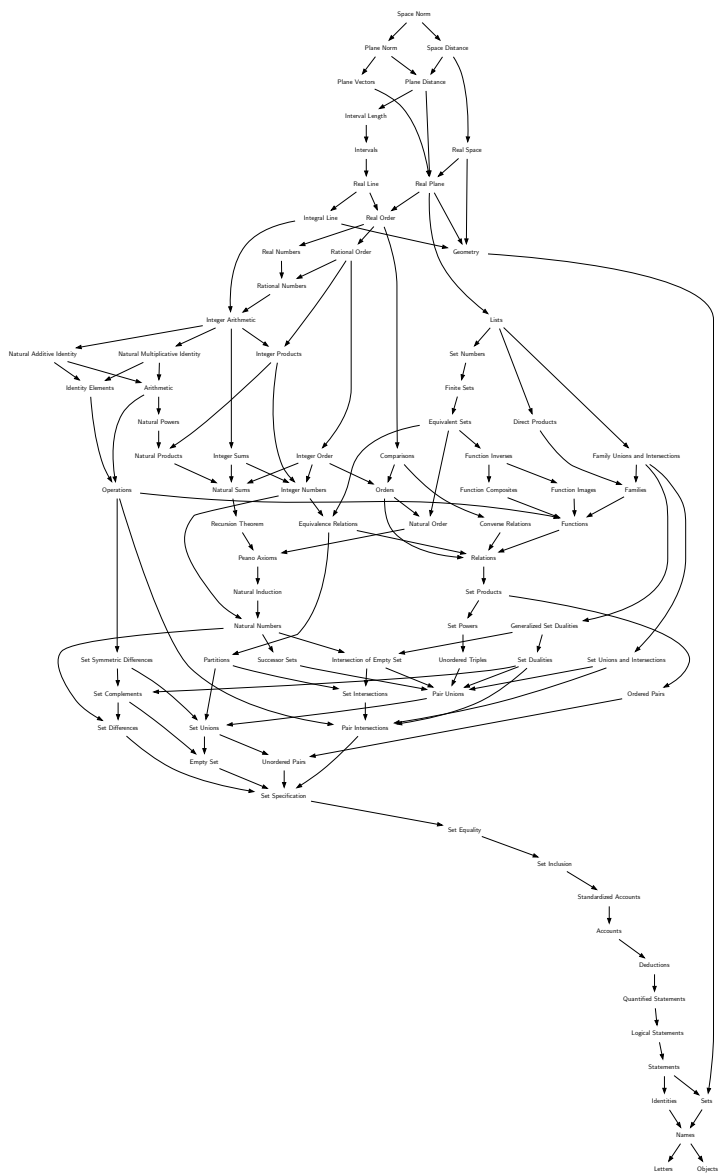 Space Norm
Plane Norm Space Distance
Plane Vectors Plane Distance
Interval Length
Intervals Real Space
Real Line Real Plane
Integral Line Real Order
Real Numbers Rational Order Geometry
Rational Numbers
Integer Arithmetic Lists
Natural Additive Identity Natural Multiplicative Identity Integer Products Set Numbers
Identity Elements Arithmetic Finite Sets
Natural Powers Equivalent Sets Direct Products
Natural Products Integer Sums Integer Order Comparisons Function Inverses Family Unions and Intersections
Operations Natural Sums Integer Numbers Orders Function Composites Function Images Families
Recursion Theorem Equivalence Relations Natural Order Converse Relations Functions
Peano Axioms Relations
Natural Induction Set Products
Natural Numbers Set Powers Generalized Set Dualities
Set Symmetric Differences Partitions Successor Sets Intersection of Empty Set Unordered Triples Set Dualities Set Unions and Intersections
Set Complements Set Intersections Pair Unions Ordered Pairs
Set Differences Set Unions Pair Intersections
Empty Set Unordered Pairs
Set Specification
Set Equality
Set Inclusion
Standardized Accounts
Accounts
Deductions
Quantified Statements
Logical Statements
Statements
Identities Sets
Names
Letters Objects